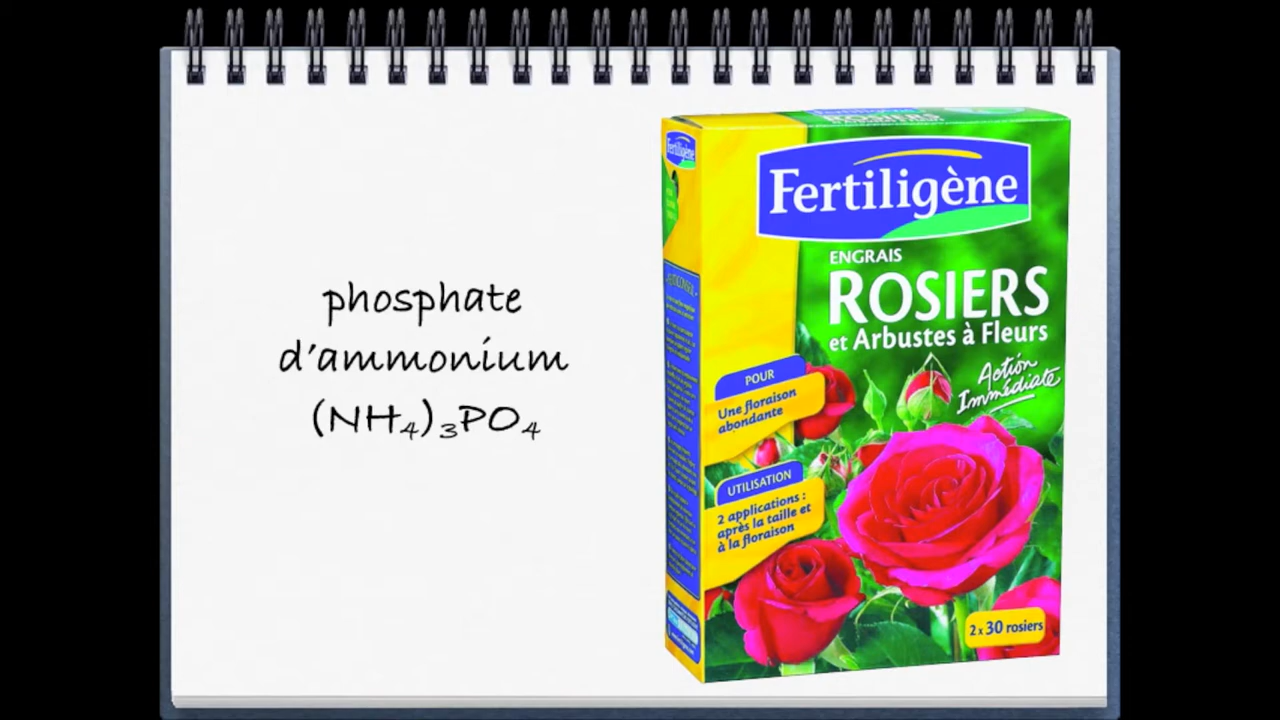 phosphate
d'ammonium
(NH₄)₃PO₄
Fertiligène
Fertiligène
ENGRAIS
ROSIERS
et Arbustes à Fleurs
Action
Immédiate
POUR
Une floraison
abondante
UTILISATION
2 applications :
après la taille et
à la floraison
2 x 30 rosiers